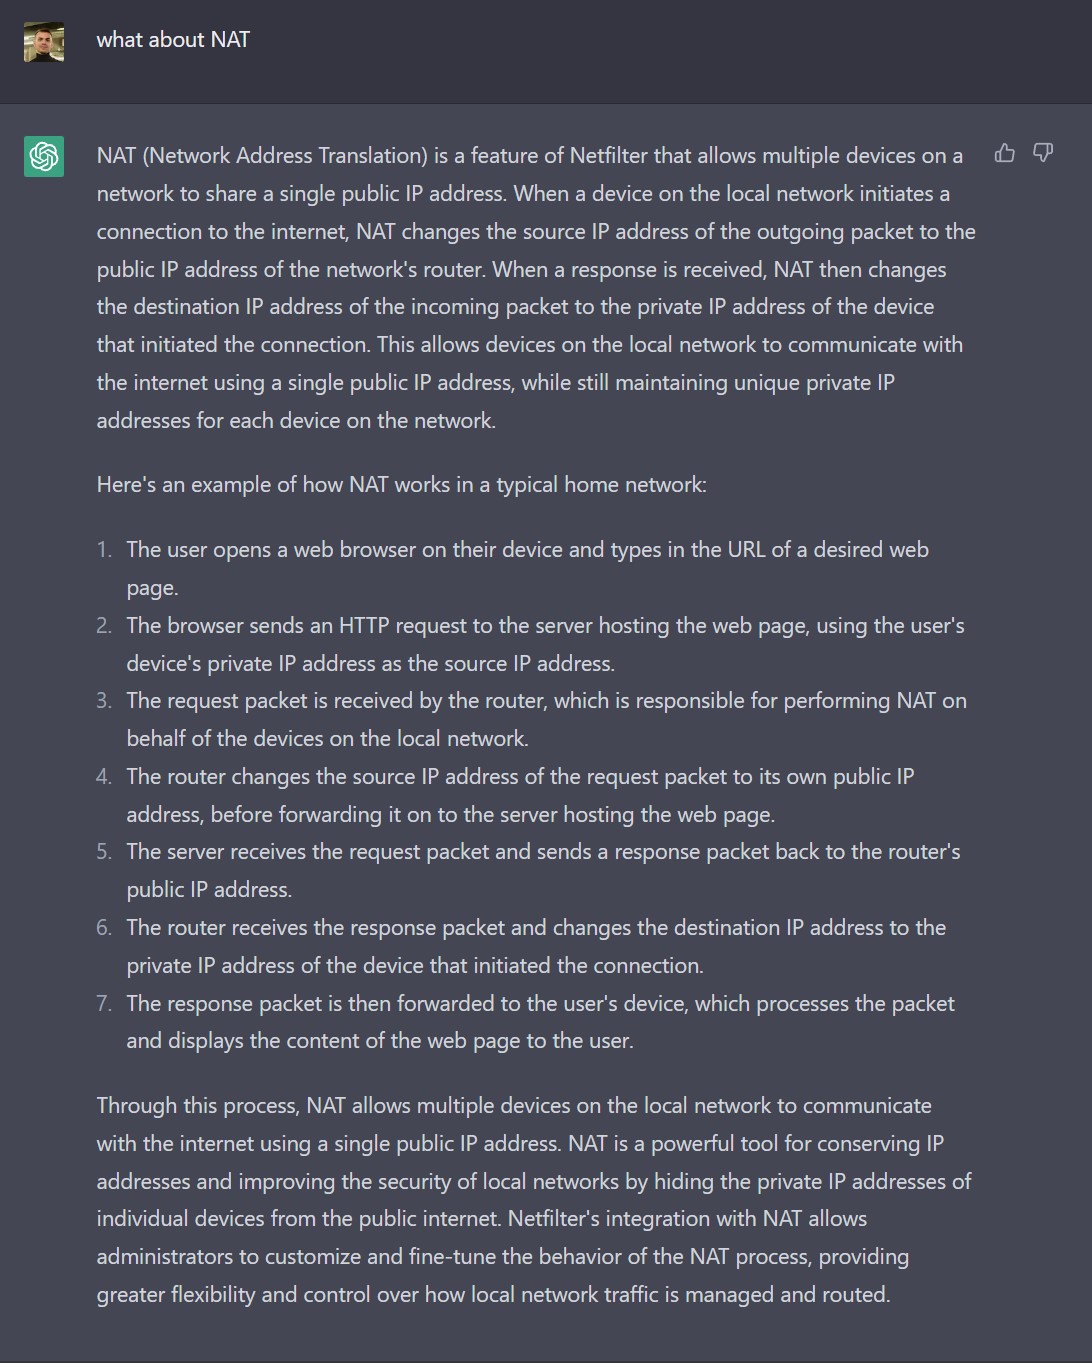 what about NAT
NAT (Network Address Translation) is a feature of Netfilter that allows multiple devices on a
network to share a single public IP address. When a device on the local network initiates a
connection to the internet, NAT changes the source IP address of the outgoing packet to the
public IP address of the network's router. When a response is received, NAT then changes
the destination IP address of the incoming packet to the private IP address of the device
that initiated the connection. This allows devices on the local network to communicate with
the internet using a single public IP address, while still maintaining unique private IP
addresses for each device on the network.
Here's an example of how NAT works in a typical home network:
1. The user opens a web browser on their device and types in the URL of a desired web
page.
2. The browser sends an HTTP request to the server hosting the web page, using the user's
device's private IP address as the source IP address.
3. The request packet is received by the router, which is responsible for performing NAT on
behalf of the devices on the local network.
4. The router changes the source IP address of the request packet to its own public IP
address, before forwarding it on to the server hosting the web page.
5. The server receives the request packet and sends a response packet back to the router's
public IP address.
6. The router receives the response packet and changes the destination IP address to the
private IP address of the device that initiated the connection.
7. The response packet is then forwarded to the user's device, which processes the packet
and displays the content of the web page to the user.
Through this process, NAT allows multiple devices on the local network to communicate
with the internet using a single public IP address. NAT is a powerful tool for conserving IP
addresses and improving the security of local networks by hiding the private IP addresses of
individual devices from the public internet. Netfilter's integration with NAT allows
administrators to customize and fine-tune the behavior of the NAT process, providing
greater flexibility and control over how local network traffic is managed and routed.